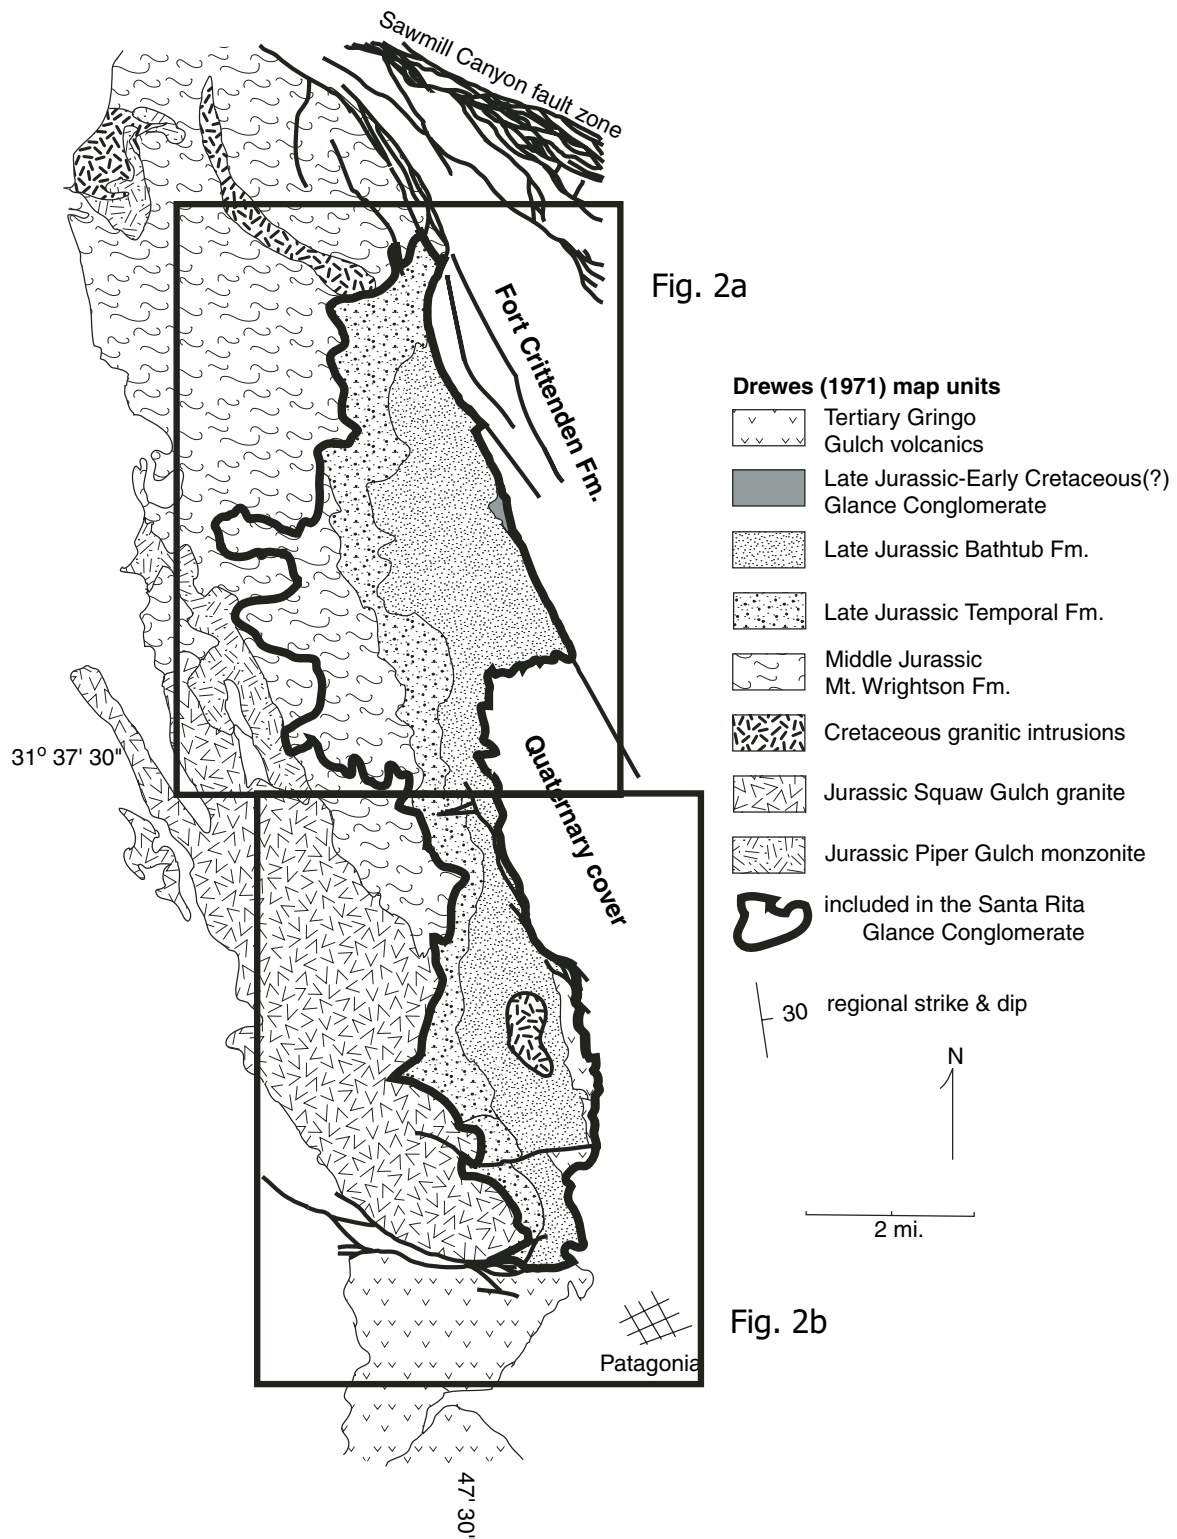 Sawmill Canyon fault zone
Fig. 2a
Fort Crittenden Fm.
Drewes (1971) map units
Tertiary Gringo
Gulch volcanics
Late Jurassic-Early Cretaceous(?)
Glance Conglomerate
Late Jurassic Bathtub Fm.
Late Jurassic Temporal Fm.
Middle Jurassic
Mt. Wrightson Fm.
Cretaceous granitic intrusions
Jurassic Squaw Gulch granite
Jurassic Piper Gulch monzonite
included in the Santa Rita
Glance Conglomerate
30 regional strike & dip
31o 37' 30"
Quaternary cover
N
2 mi.
Fig. 2b
Patagonia
47' 30'